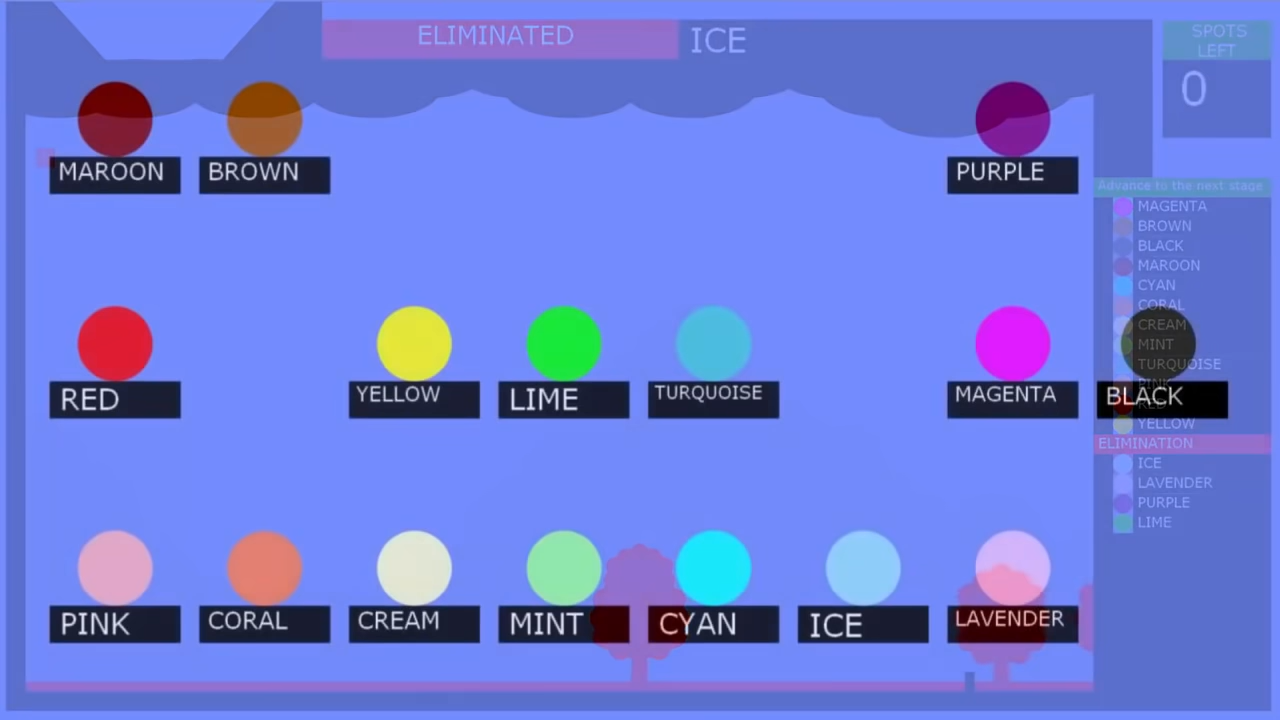 ELIMINATED ICE
SPOTS
LEFT
0
MAROON BROWN PURPLE
RED YELLOW LIME TURQUOISE MAGENTA BLACK
PINK CORAL CREAM MINT CYAN ICE LAVENDER
Advance to the next stage
MAGENTA
BROWN
BLACK
MAROON
CYAN
CORAL
CREAM
MINT
TURQUOISE
PINK
RED
YELLOW
ELIMINATION
ICE
LAVENDER
PURPLE
LIME